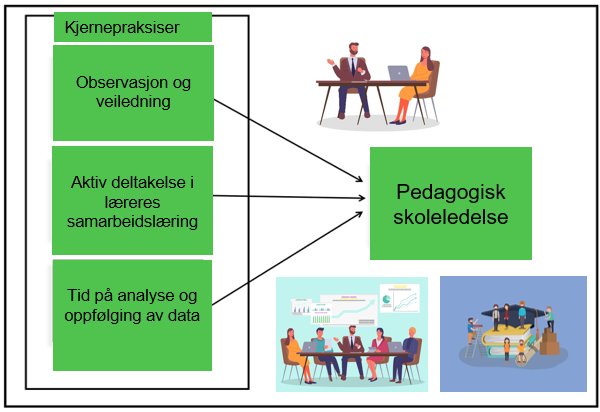 Kjernepraksiser
Observasjon og
veiledning
Aktiv deltakelse i
læreres
samarbeidslæring
Tid på analyse og
oppfølging av data
Pedagogisk
skoleledelse